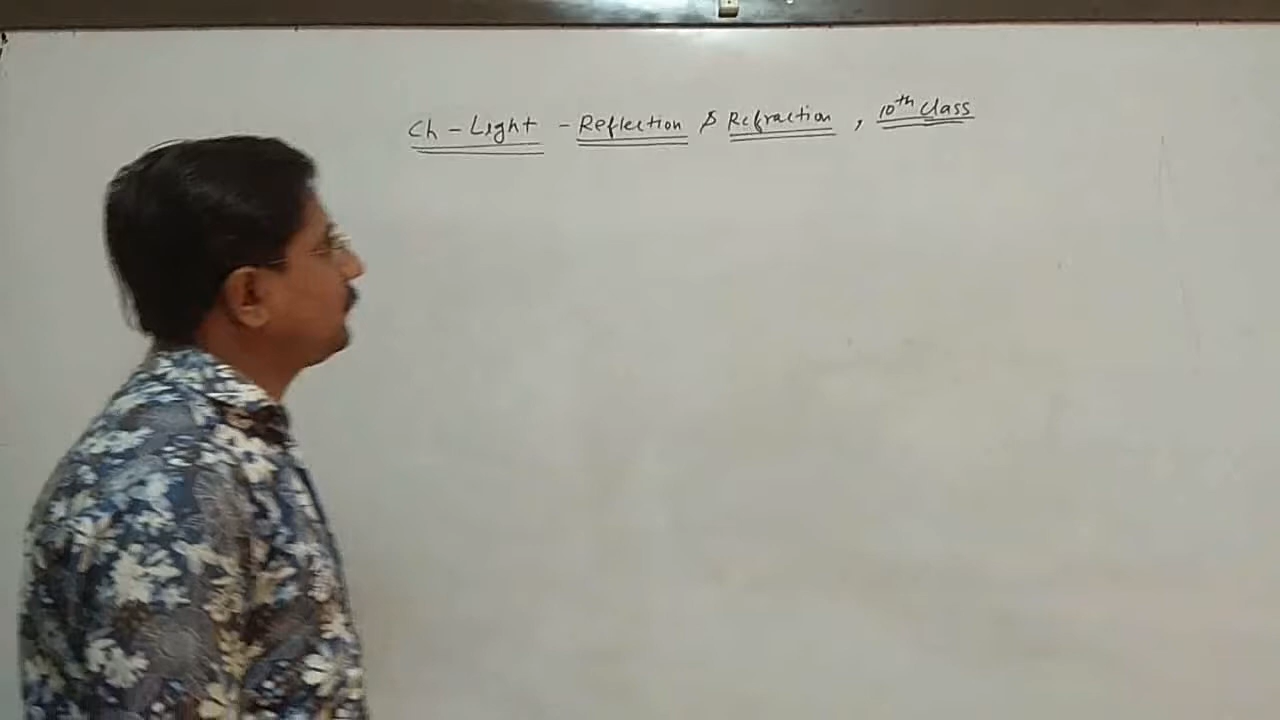 Ch - Light - Reflection & Refraction , 10th Class